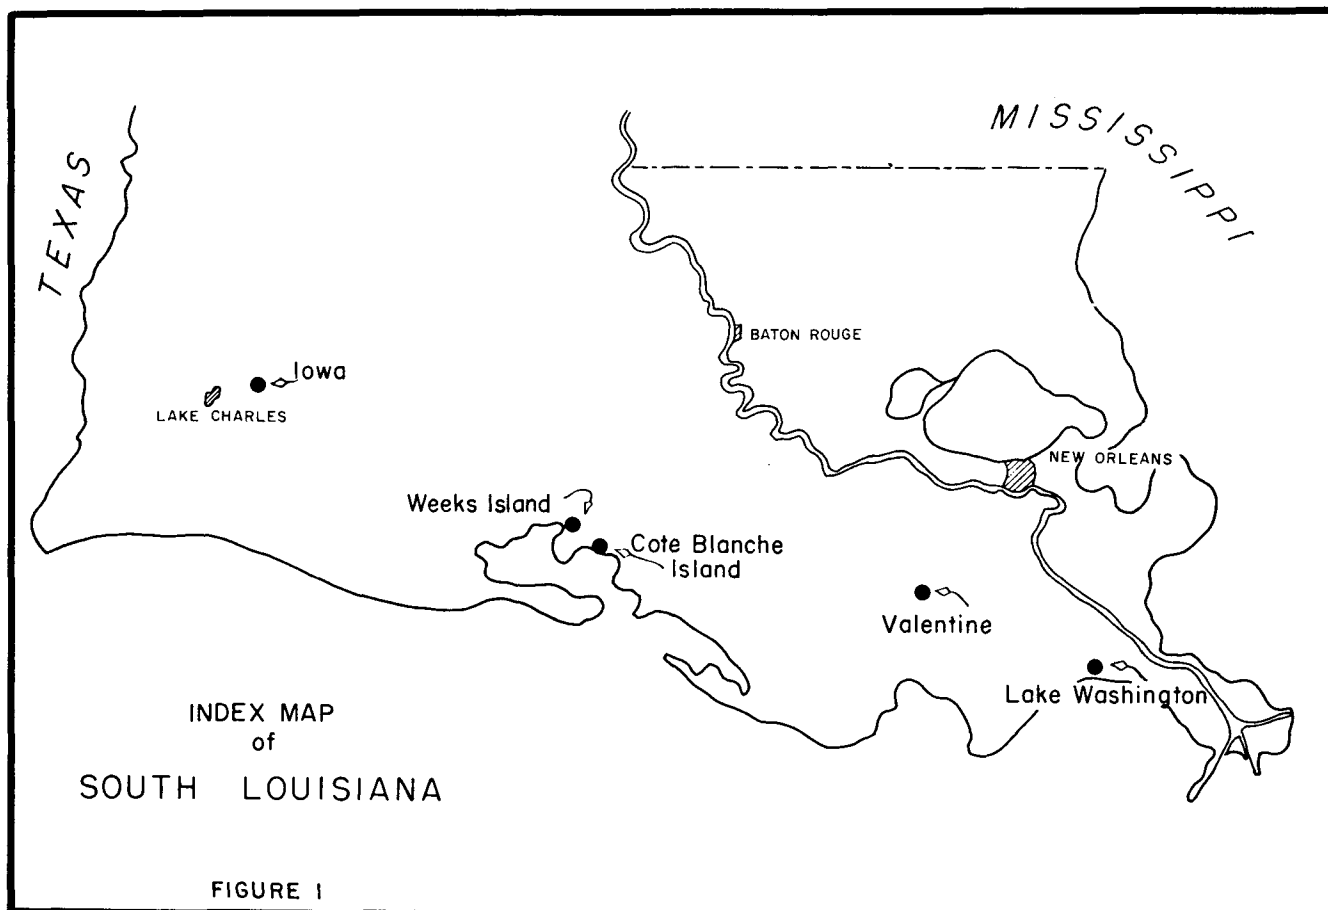 MISSISSIPPI
TEXAS
BATON ROUGE
Iowa
LAKE CHARLES
NEW ORLEANS
Weeks Island
Cote Blanche
Island
Valentine
Lake Washington
INDEX MAP
of
SOUTH LOUISIANA
FIGURE 1